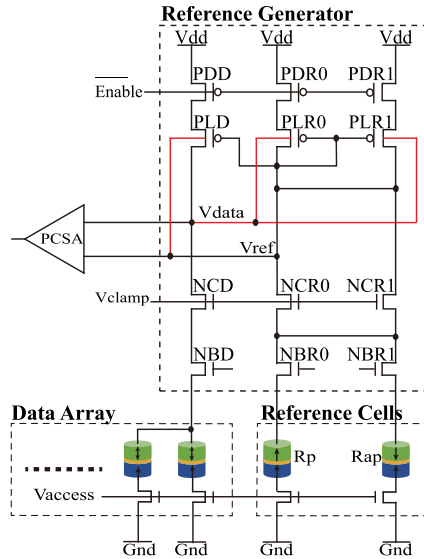 Reference Generator
Vdd Vdd Vdd
PDD PDR0 PDR1
Enable
PLD PLR0 PLR1
Vdata
PCSA
Vref
NCD NCR0 NCR1
Vclamp
NBD NBR0 NBR1
Data Array Reference Cells
Rp Rap
Vaccess
Gnd Gnd Gnd Gnd